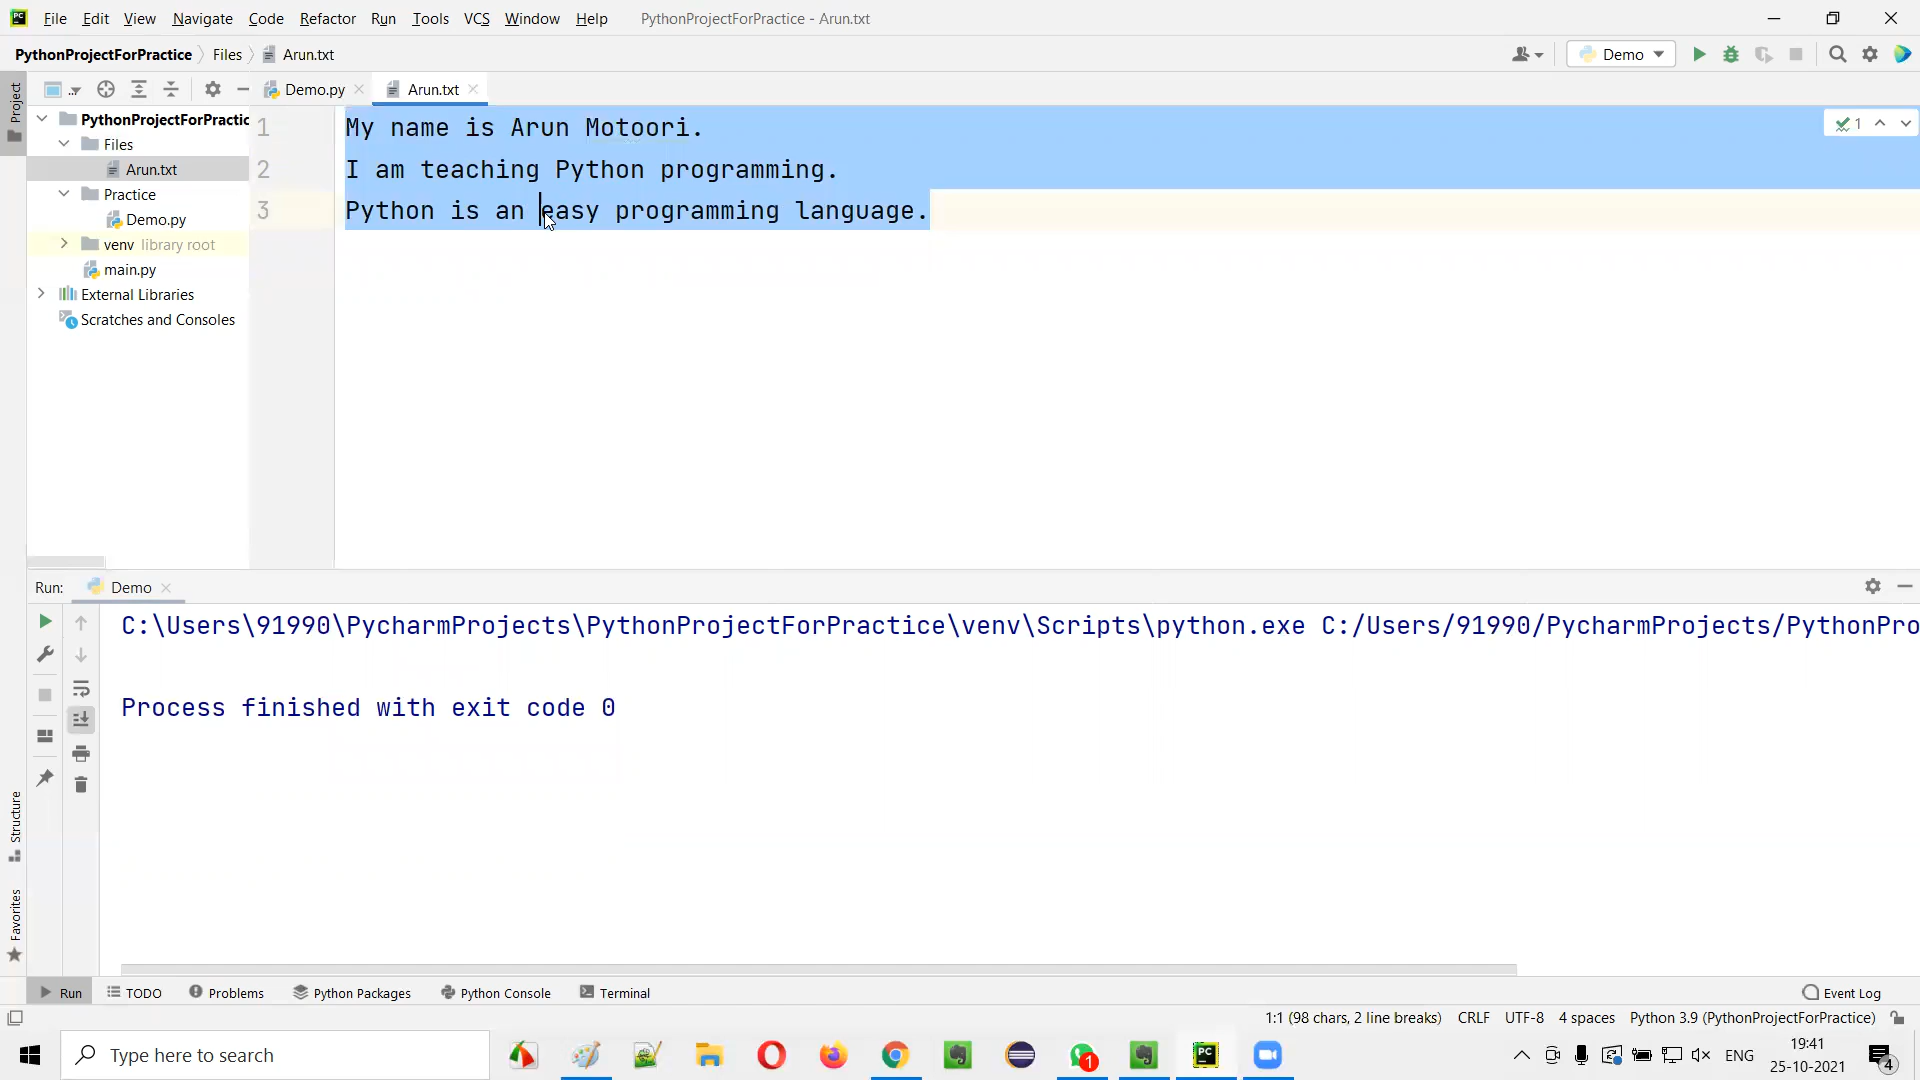 File Edit View Navigate Code Refactor Run Tools VCS Window Help PythonProjectForPractice - Arun.txt
PythonProjectForPractice Files Arun.txt Demo
Project
Demo.py Arun.txt
PythonProjectForPractic
Files
Arun.txt
Practice
Demo.py
venv library root
main.py
External Libraries
Scratches and Consoles
1 My name is Arun Motoori.
2 I am teaching Python programming.
3 Python is an easy programming language.
1
Run: Demo
C:\Users\91990\PycharmProjects\PythonProjectForPractice\venv\Scripts\python.exe C:/Users/91990/PycharmProjects/PythonPro
Process finished with exit code 0
Structure
Favorites
Run TODO Problems Python Packages Python Console Terminal Event Log
1:1 (98 chars, 2 line breaks) CRLF UTF-8 4 spaces Python 3.9 (PythonProjectForPractice)
Type here to search
PC
1
ENG
19:41
25-10-2021
4